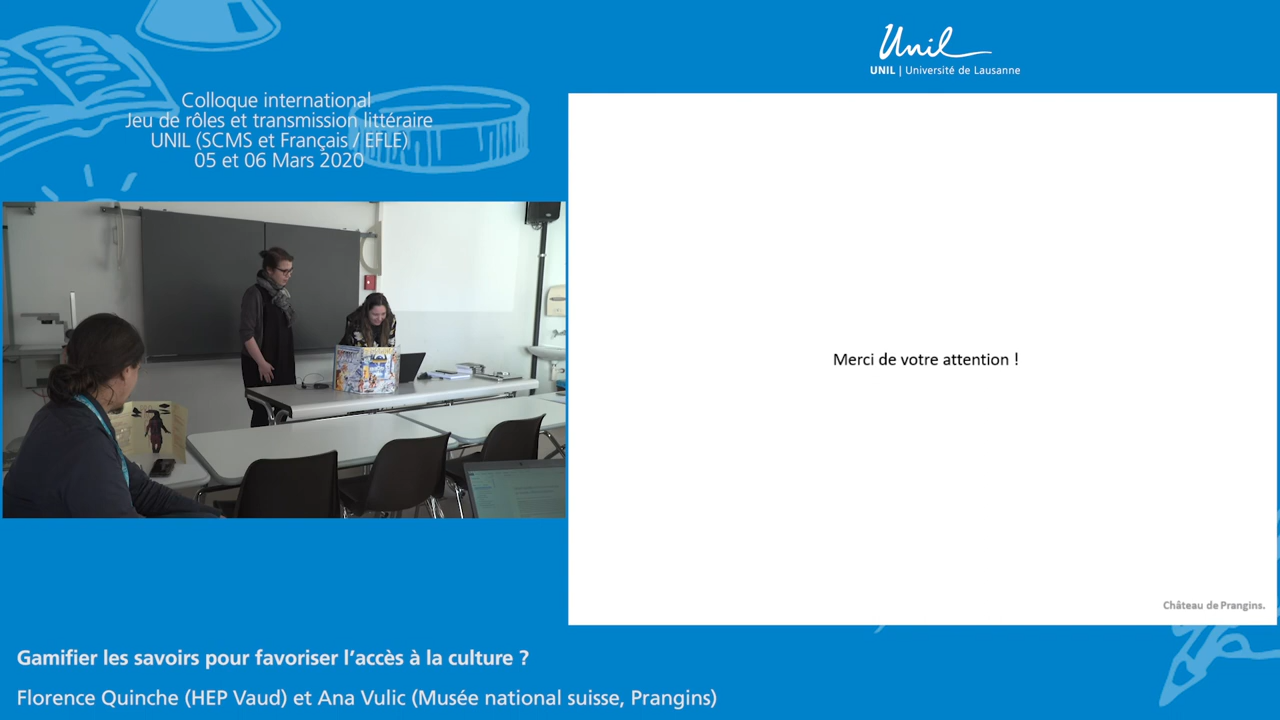 Unil
UNIL | Université de Lausanne
Colloque international
Jeu de rôles et transmission littéraire
UNIL (SCMS et Français / EFLE)
05 et 06 Mars 2020
Merci de votre attention !
Château de Prangins.
Gamifier les savoirs pour favoriser l'accès à la culture ?
Florence Quinche (HEP Vaud) et Ana Vulic (Musée national suisse, Prangins)